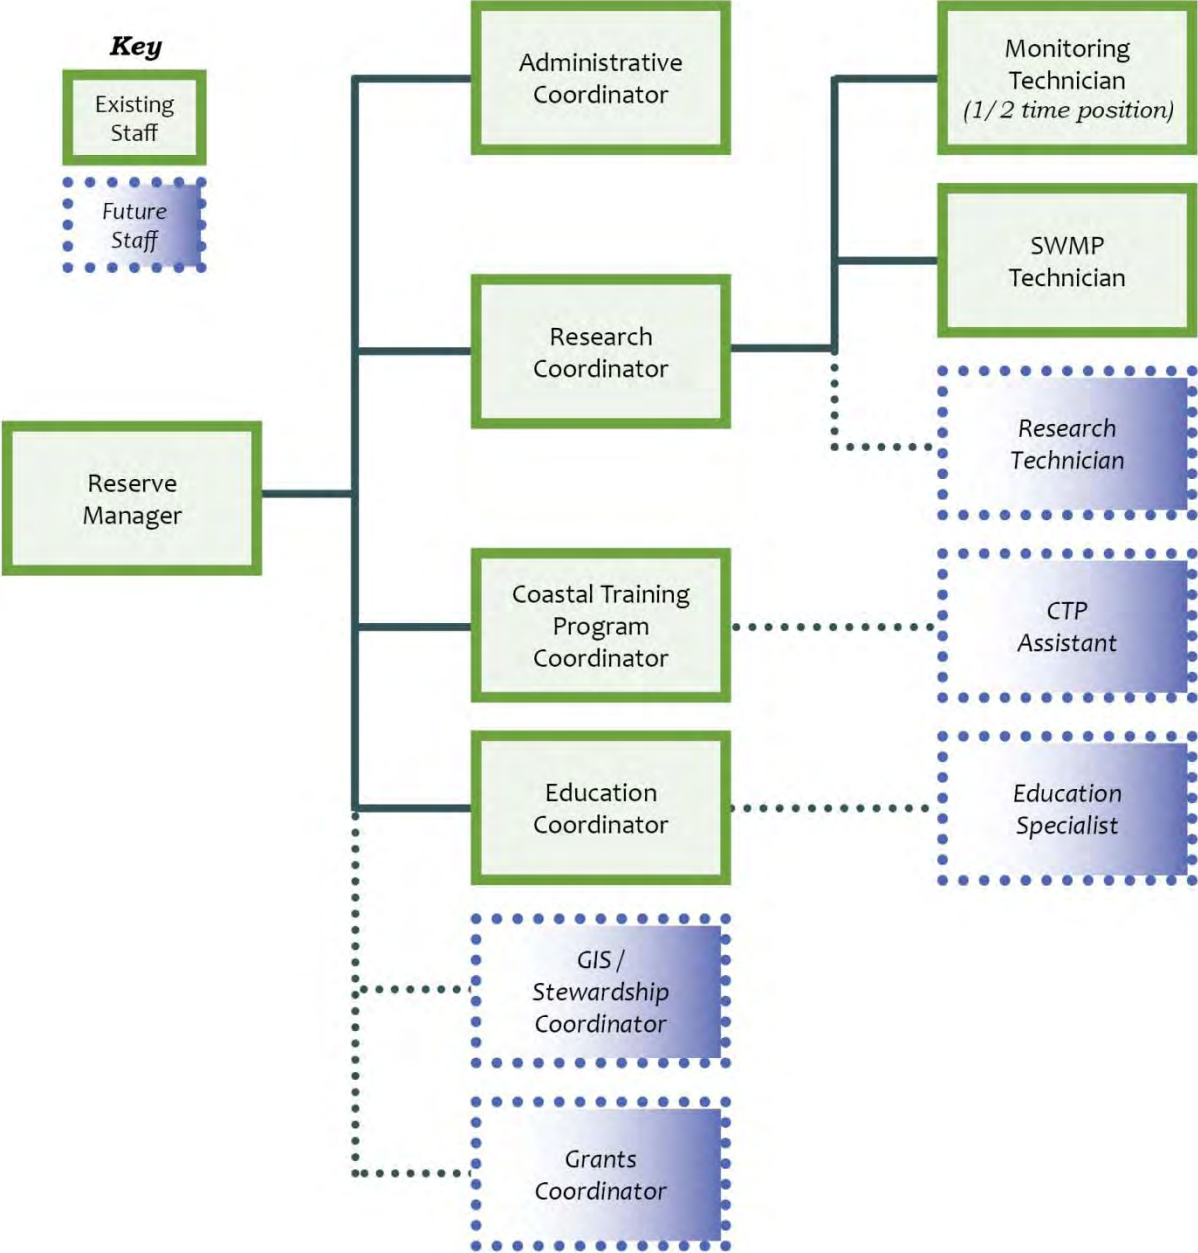 Key
Existing
Staff
Future
Staff
Reserve
Manager
Administrative
Coordinator
Research
Coordinator
Coastal Training
Program
Coordinator
Education
Coordinator
GIS /
Stewardship
Coordinator
Grants
Coordinator
Monitoring
Technician
(1/2 time position)
SWMP
Technician
Research
Technician
CTP
Assistant
Education
Specialist